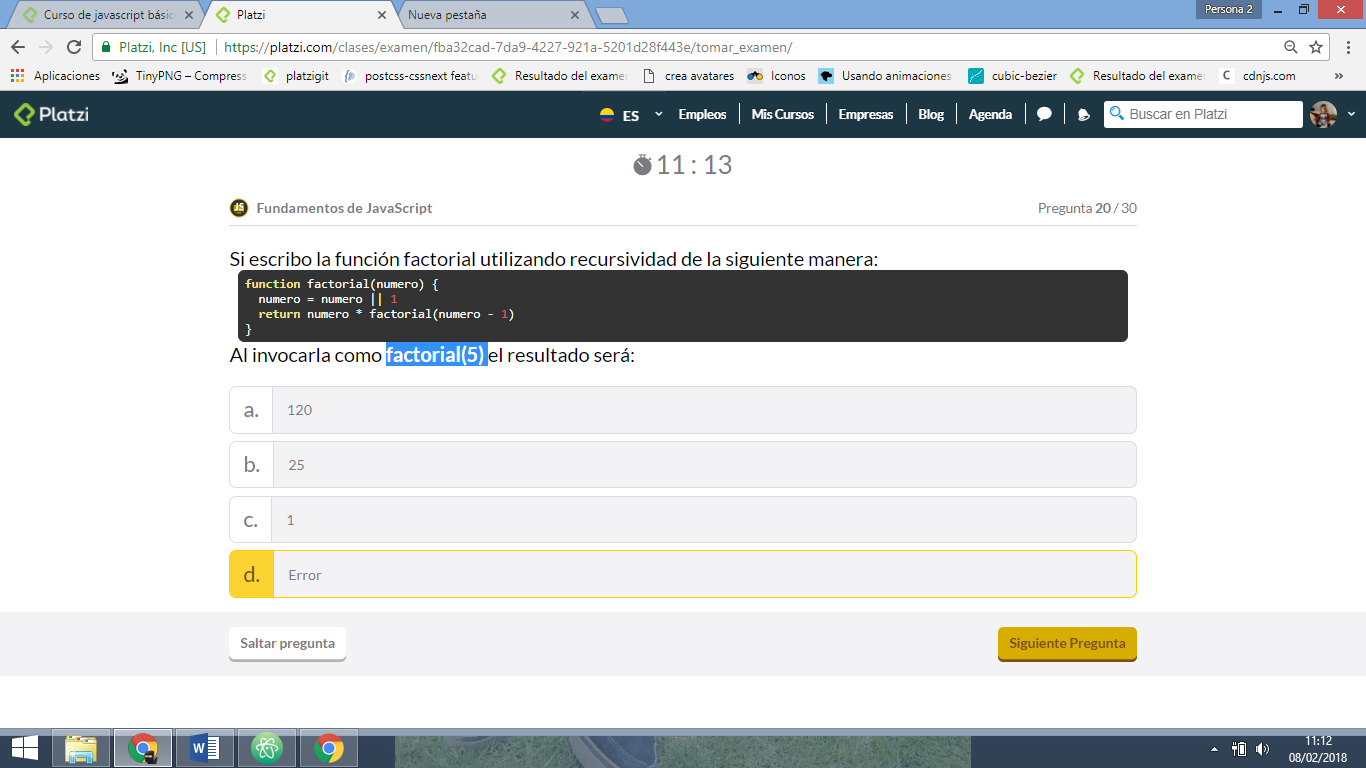 Curso de javascript básic
Platzi
Nueva pestaña
Persona 2
Platzi, Inc [US]
https://platzi.com/clases/examen/fba32cad-7da9-4227-921a-5201d28f443e/tomar_examen/
Aplicaciones
TinyPNG – Compress
platzigit
postcss-cssnext featu
Resultado del exame
crea avatares
Iconos
Usando animaciones
cubic-bezier
Resultado del exame
C
cdnjs.com
»
Platzi
ES
Empleos
Mis Cursos
Empresas
Blog
Agenda
Buscar en Platzi
11 : 13
JS
Fundamentos de JavaScript
Pregunta 20 / 30
Si escribo la función factorial utilizando recursividad de la siguiente manera:
function factorial(numero) {
  numero = numero || 1
  return numero * factorial(numero - 1)
}
Al invocarla como factorial(5) el resultado será:
a. 120
b. 25
c. 1
d. Error
Saltar pregunta
Siguiente Pregunta
W
11:12
08/02/2018